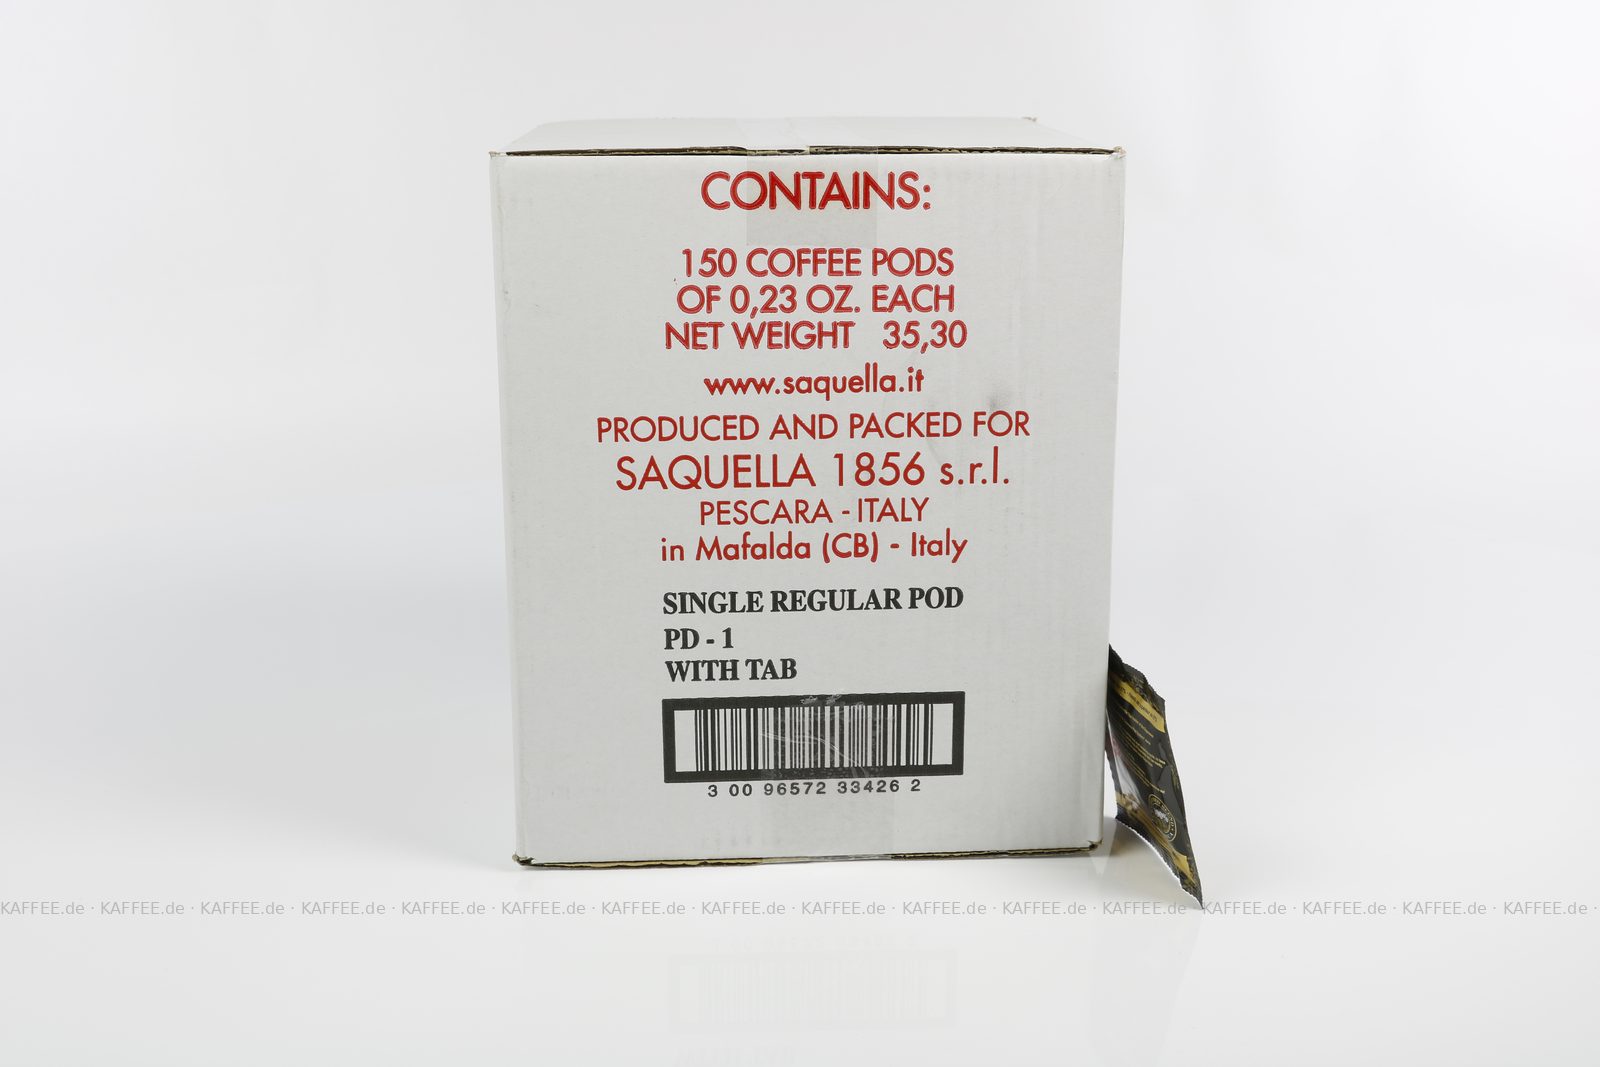 CONTAINS:
150 COFFEE PODS
OF 0,23 OZ. EACH
NET WEIGHT 35,30
www.saquella.it
PRODUCED AND PACKED FOR
SAQUELLA 1856 s.r.l.
PESCARA - ITALY
in Mafalda (CB) - Italy
SINGLE REGULAR POD
PD - 1
WITH TAB
3 00 96572 33426 2
KAFFEE.de · KAFFEE.de · KAFFEE.de · KAFFEE.de · KAFFEE.de · KAFFEE.de · KAFFEE.de · KAFFEE.de · KAFFEE.de · KAFFEE.de · KAFFEE.de · KAFFEE.de · KAFFEE.de · KAFFEE.de · KAFFEE.de · KAFFEE.de ·